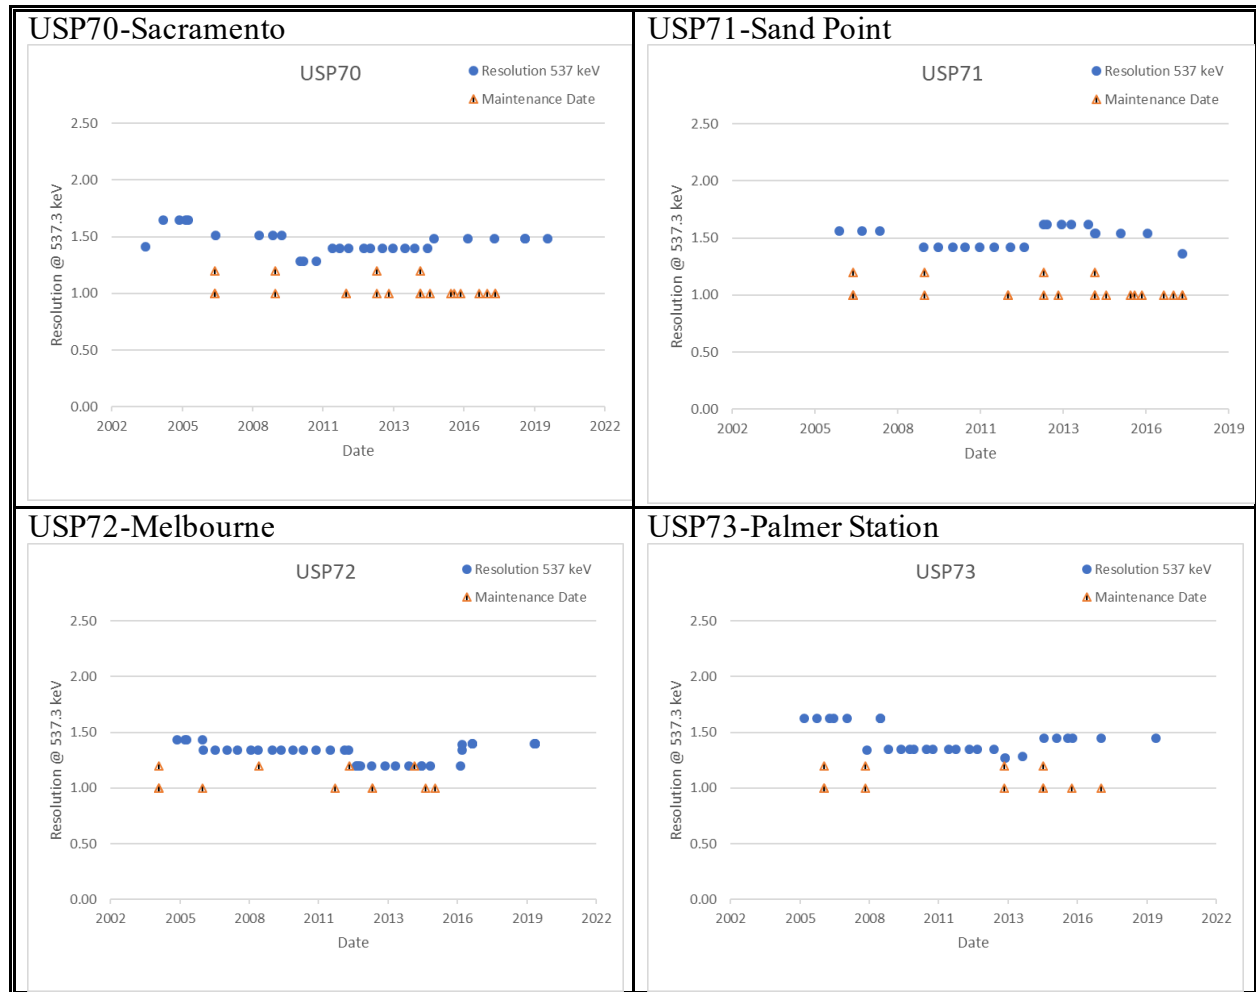 USP70-Sacramento
USP70
Resolution 537 keV
Maintenance Date
Resolution @ 537.3 keV
2.50
2.00
1.50
1.00
0.50
0.00
2002 2005 2008 2011 2013 2016 2019 2022
Date
USP71-Sand Point
USP71
Resolution 537 keV
Maintenance Date
Resolution @ 537.3 keV
2.50
2.00
1.50
1.00
0.50
0.00
2002 2005 2008 2011 2013 2016 2019
Date
USP72-Melbourne
USP72
Resolution 537 keV
Maintenance Date
Resolution @ 537.3 keV
2.50
2.00
1.50
1.00
0.50
0.00
2002 2005 2008 2011 2013 2016 2019 2022
Date
USP73-Palmer Station
USP73
Resolution 537 keV
Maintenance Date
Resolution @ 537.3 keV
2.50
2.00
1.50
1.00
0.50
0.00
2002 2005 2008 2011 2013 2016 2019 2022
Date